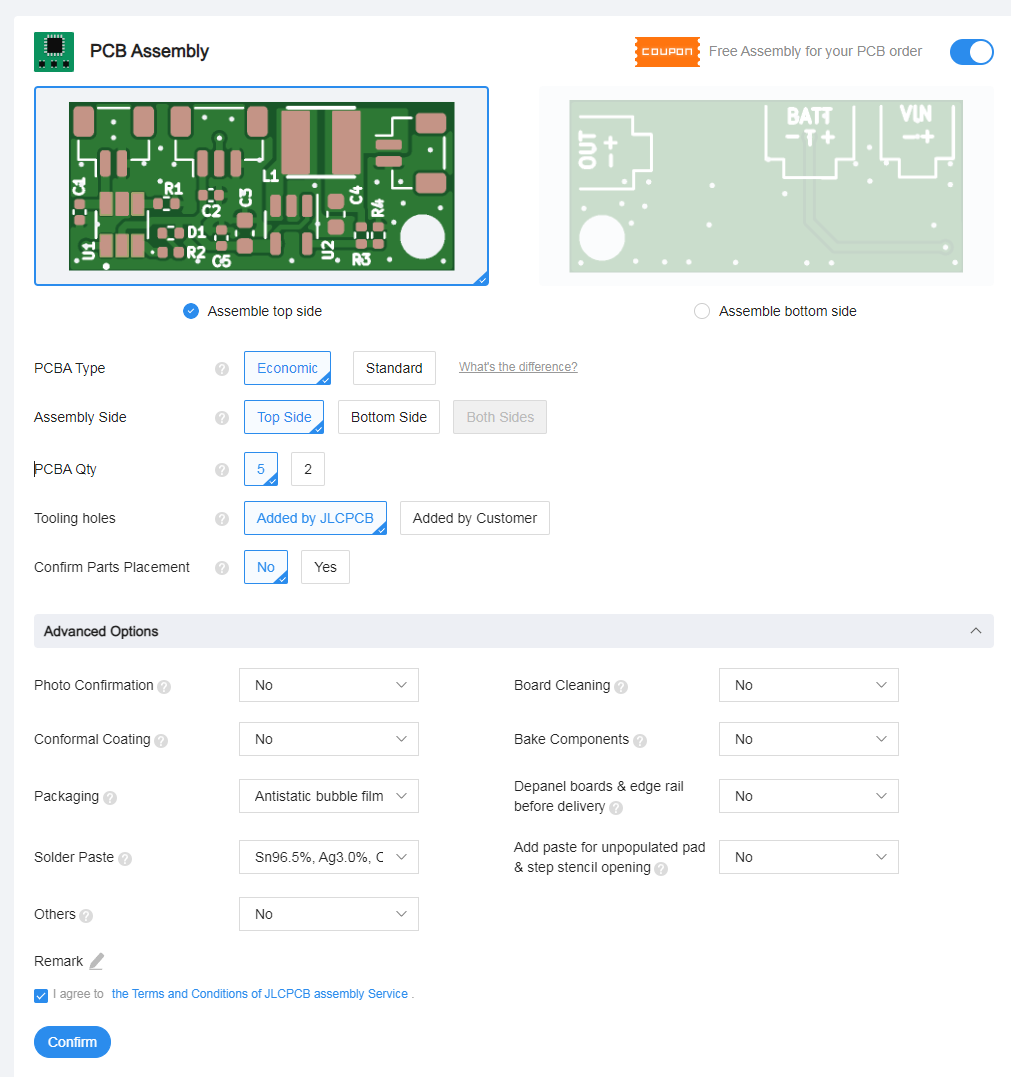 PCB Assembly
COUPON Free Assembly for your PCB order
L1
C1
R1
C2
C3
C4
R4
U1
D1
R2
C5
U2
R3
OUT
+
−
BATT
− T +
VIN
− +
Assemble top side
Assemble bottom side
PCBA Type ? Economic Standard What's the difference?
Assembly Side ? Top Side Bottom Side Both Sides
PCBA Qty ? 5 2
Tooling holes ? Added by JLCPCB Added by Customer
Confirm Parts Placement ? No Yes
Advanced Options
Photo Confirmation ? No
Board Cleaning ? No
Conformal Coating ? No
Bake Components ? No
Packaging ? Antistatic bubble film
Depanel boards & edge rail
before delivery ? No
Solder Paste ? Sn96.5%, Ag3.0%, C
Add paste for unpopulated pad
& step stencil opening ? No
Others ? No
Remark
I agree to the Terms and Conditions of JLCPCB assembly Service .
Confirm